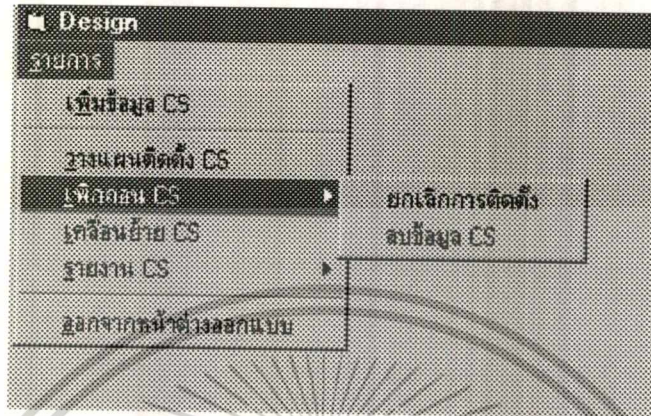 Design
รายการ
เพิ่มข้อมูล CS
วางแผนติดตั้ง CS
เพิกถอน CS
ยกเลิกการติดตั้ง
เคลื่อนย้าย CS
ลบข้อมูล CS
รายงาน CS
ออกจากหน้าต่างออกแบบ